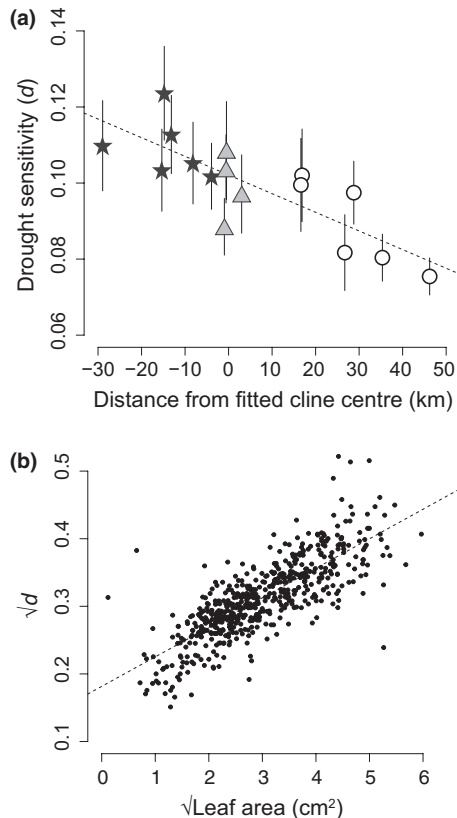 (a)
0.14
0.12
0.10
0.08
0.06
Drought sensitivity (d)
−30 −20 −10 0 10 20 30 40 50
Distance from fitted cline centre (km)
(b)
0.5
0.4
0.3
0.2
0.1
√d
0 1 2 3 4 5 6
√Leaf area (cm²)